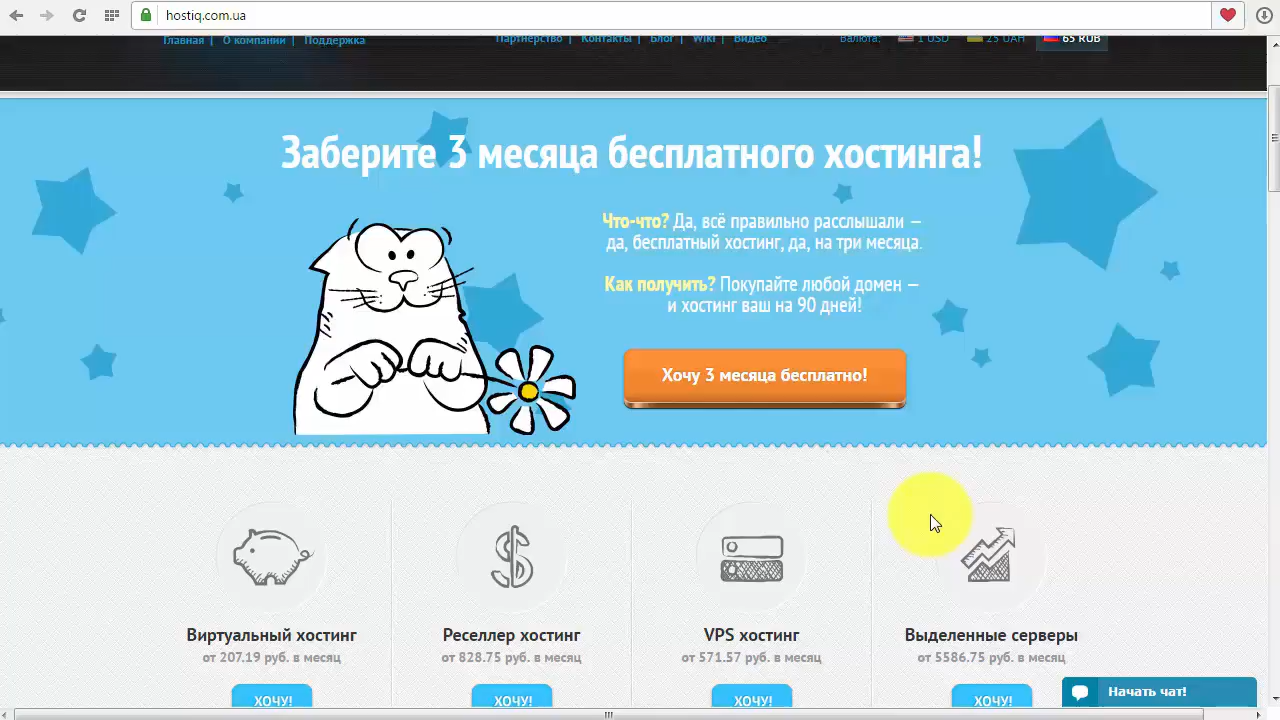 hostiq.com.ua
Главная | О компании | Поддержка
Партнерство | Контакты | Блог | Wiki | Видео
Валюта: 1 USD 25 UAH 65 RUB
Заберите 3 месяца бесплатного хостинга!
Что-что? Да, всё правильно расслышали —
да, бесплатный хостинг, да, на три месяца.
Как получить? Покупайте любой домен —
и хостинг ваш на 90 дней!
Хочу 3 месяца бесплатно!
Виртуальный хостинг
от 207.19 руб. в месяц
ХОЧУ!
Реселлер хостинг
от 828.75 руб. в месяц
ХОЧУ!
VPS хостинг
от 571.57 руб. в месяц
ХОЧУ!
Выделенные серверы
от 5586.75 руб. в месяц
ХОЧУ!
Начать чат!